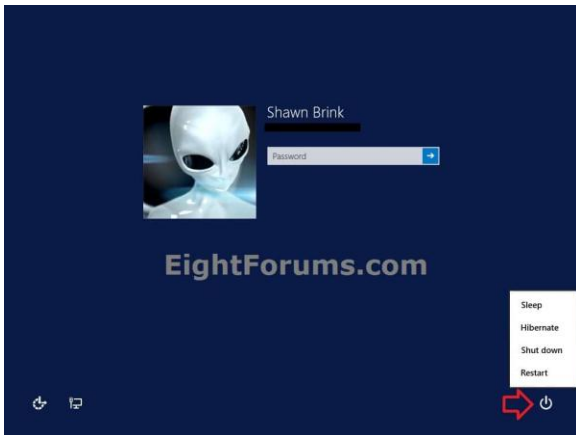 Shawn Brink
Password
EightForums.com
Sleep
Hibernate
Shut down
Restart